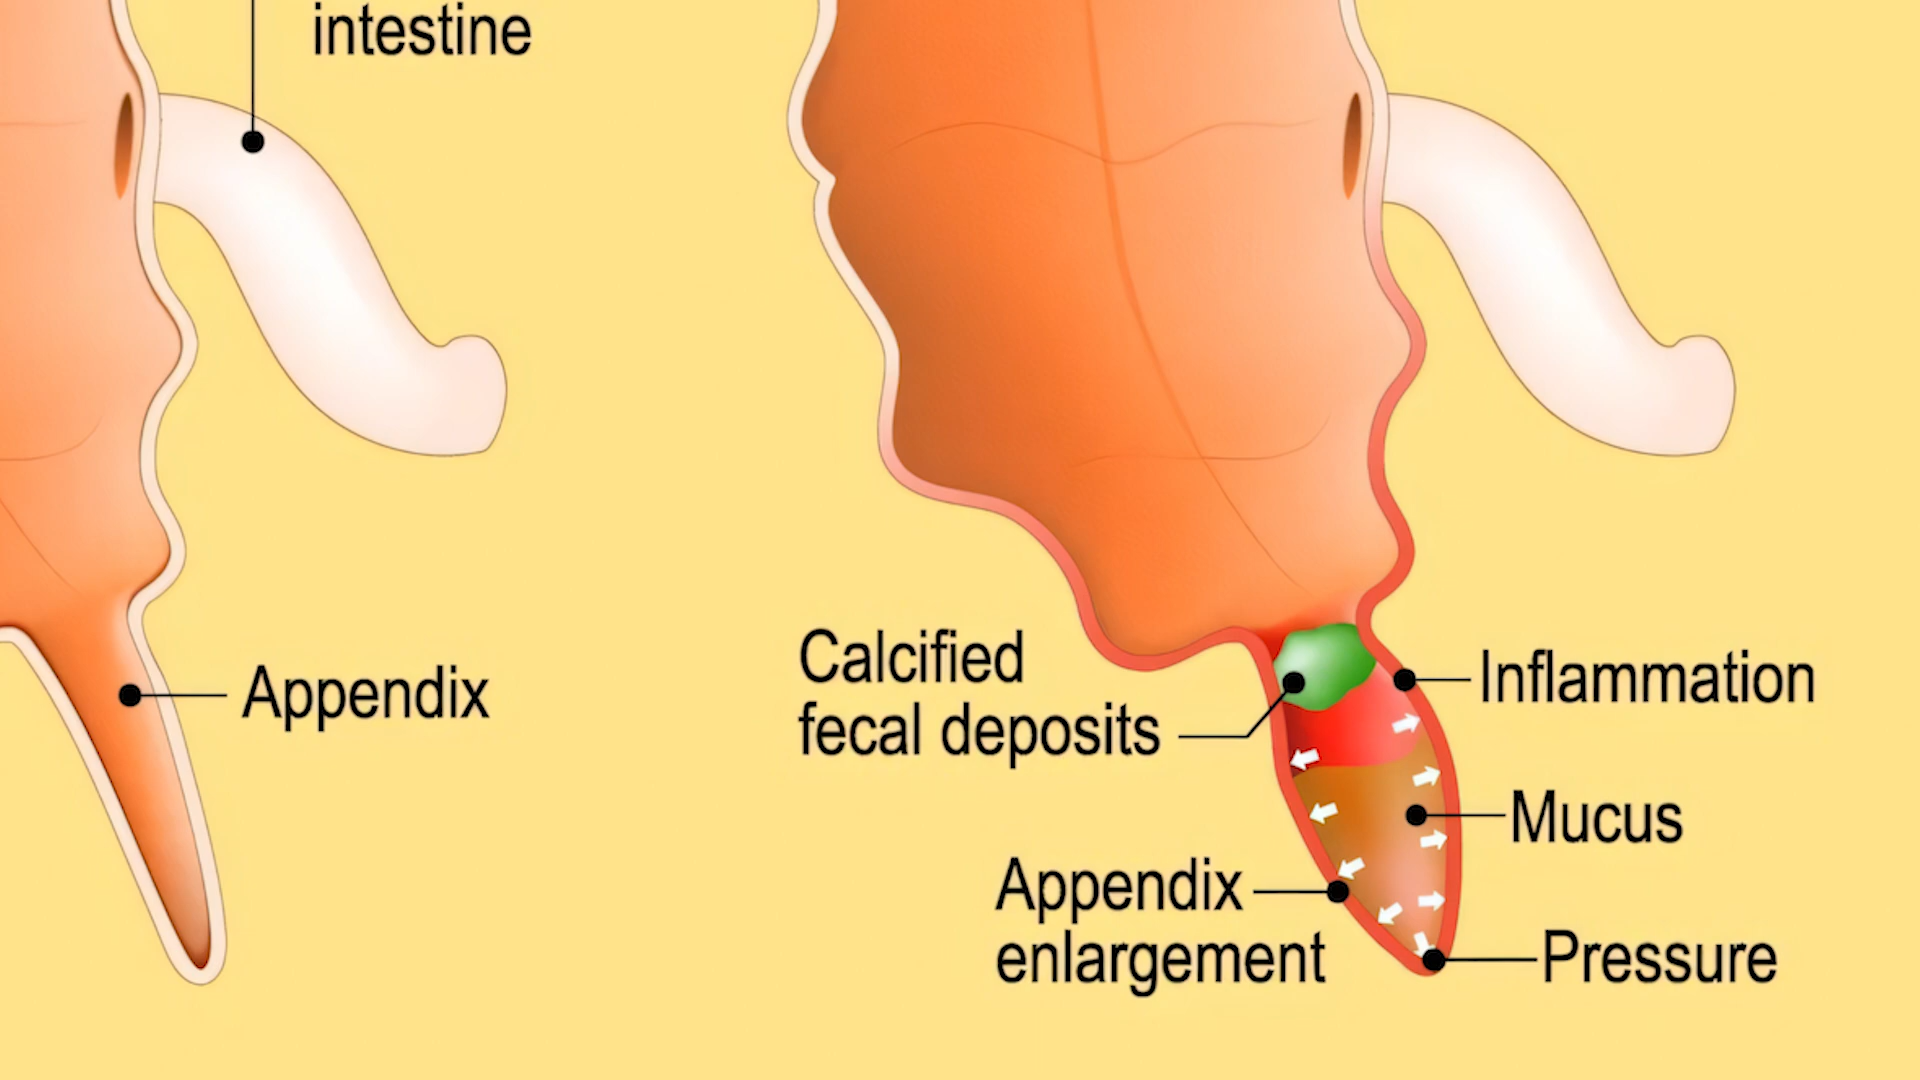 intestine
Appendix
Calcified
fecal deposits
Inflammation
Mucus
Appendix
enlargement
Pressure